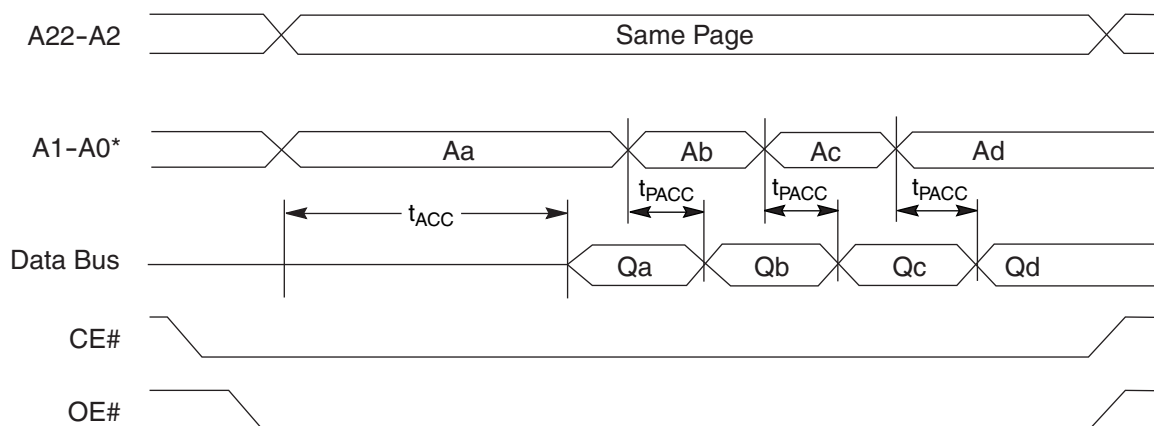 A22-A2
Same Page
A1-A0*
Aa
Ab
Ac
Ad
tPACC
tPACC
tPACC
tACC
Data Bus
Qa
Qb
Qc
Qd
CE#
OE#